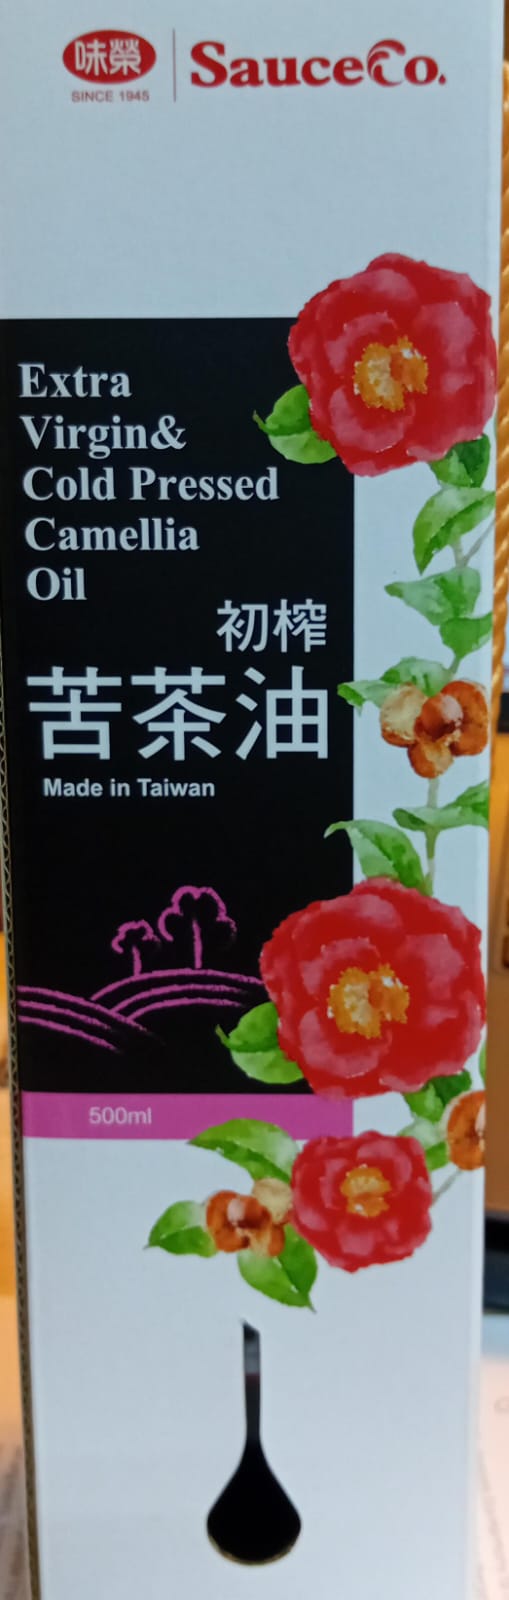 味榮
SINCE 1945
SauceCo.
Extra
Virgin&
Cold Pressed
Camellia
Oil
初榨
苦茶油
Made in Taiwan
500ml